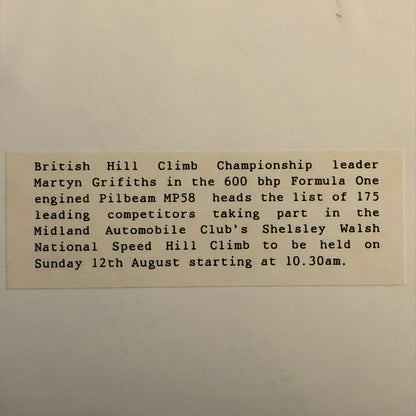 British Hill Climb Championship leader
Martyn Grifiths in the 600 bhp Formula One
engined Pilbeam MP58 heads the list of 175
leading competitors taking part in the
Midland Automobile Club's Shelsley Walsh
National Speed Hill Climb to be held on
Sunday 12th August starting at 10.30am.